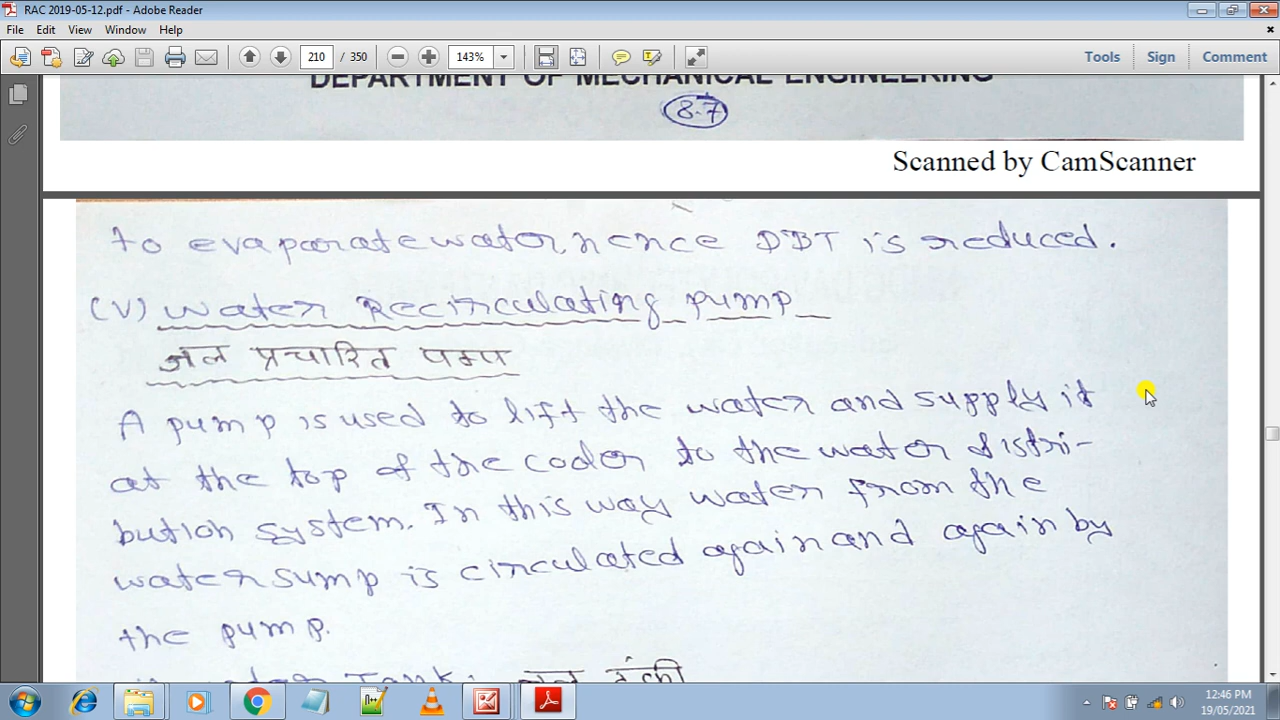 RAC 2019-05-12.pdf - Adobe Reader
File Edit View Window Help
210 / 350 143% Tools Sign Comment
DEPARTMENT OF MECHANICAL ENGINEERING
8.7
Scanned by CamScanner
to evaparate water, hence DBT is reduced.
(V) Water Recirculating pump
जल प्रचारित पम्प
A pump is used to lift the water and supply it
at the top of the coder to the water distri-
bution system. In this way water from the
water sump is circulated again and again by
the pump.
Tank: जल टंकी
12:46 PM
19/05/2021